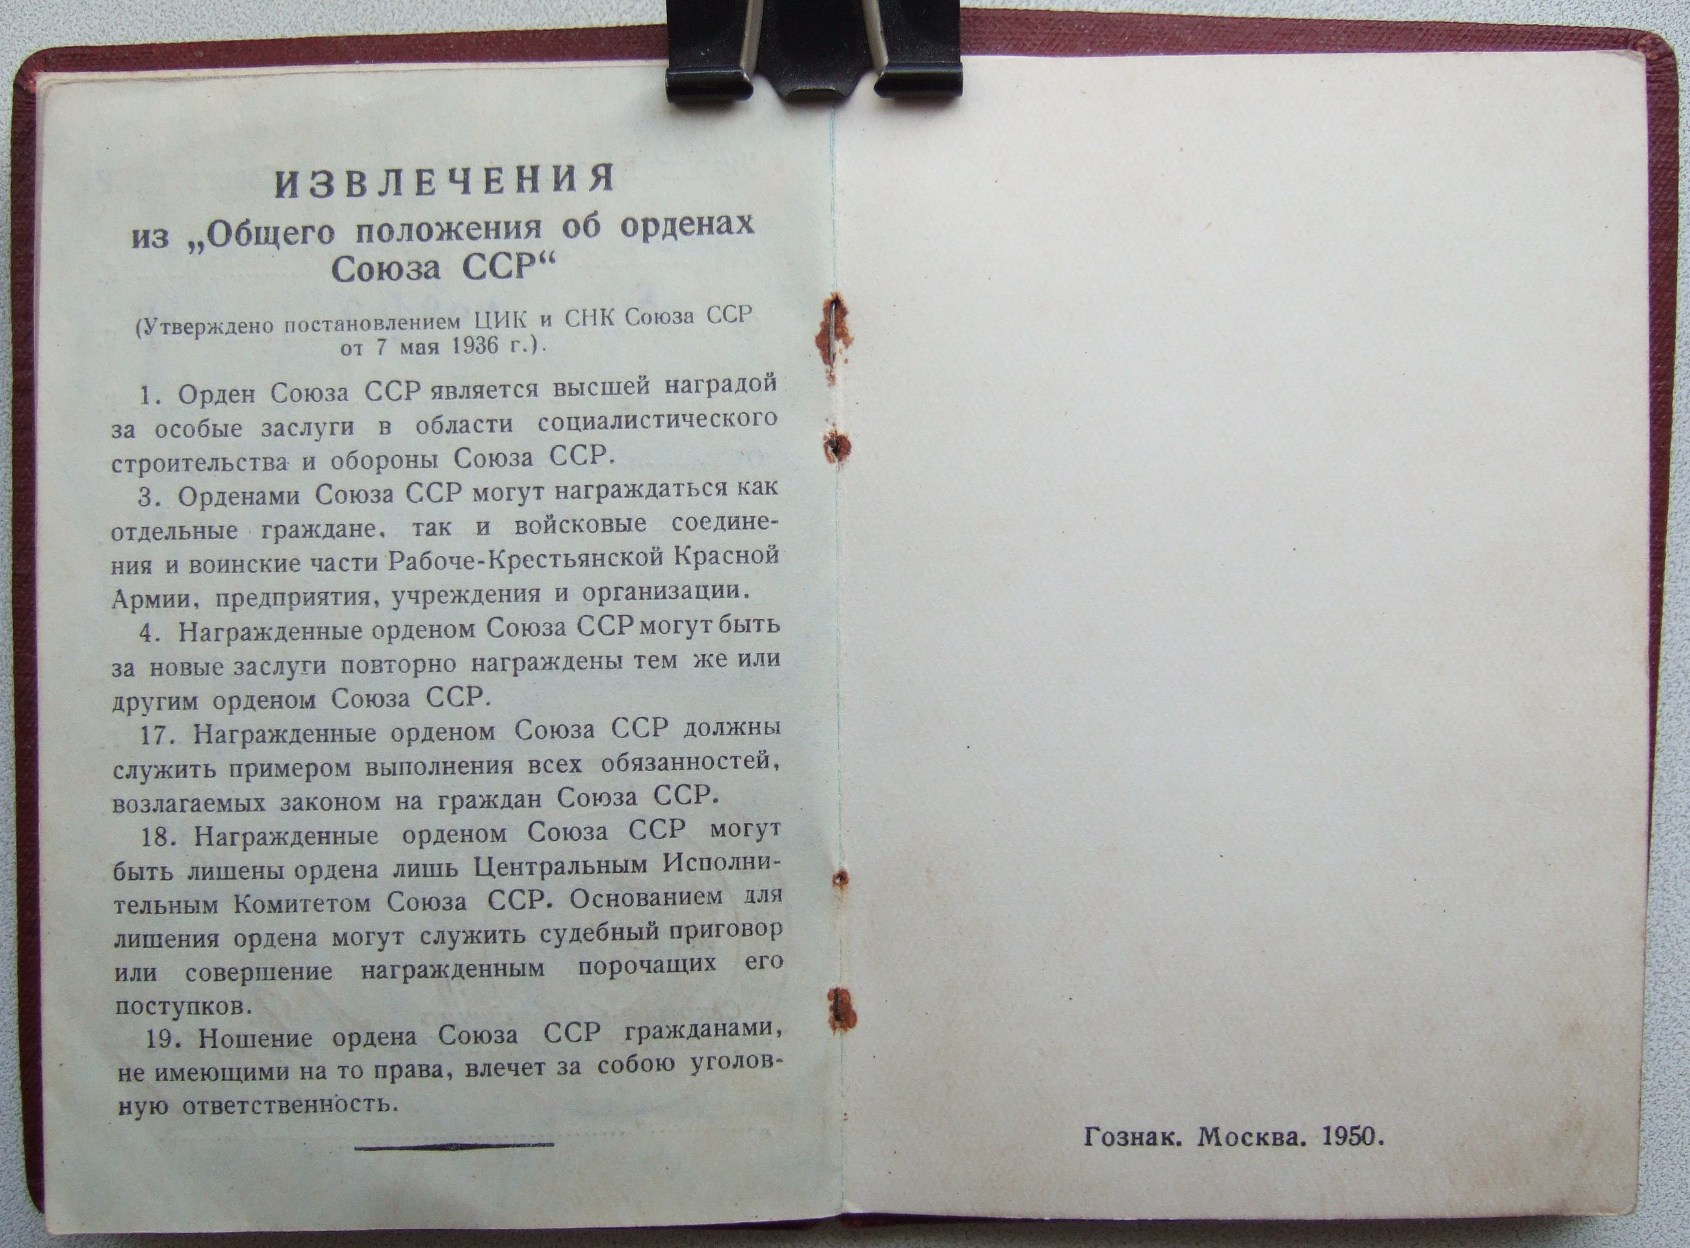 ИЗВЛЕЧЕНИЯ
из „Общего положения об орденах
Союза ССР“
(Утверждено постановлением ЦИК и СНК Союза ССР
от 7 мая 1936 г.).
1. Орден Союза ССР является высшей наградой
за особые заслуги в области социалистического
строительства и обороны Союза ССР.
3. Орденами Союза ССР могут награждаться как
отдельные граждане, так и войсковые соедине-
ния и воинские части Рабоче-Крестьянской Красной
Армии, предприятия, учреждения и организации.
4. Награжденные орденом Союза ССР могут быть
за новые заслуги повторно награждены тем же или
другим орденом Союза ССР.
17. Награжденные орденом Союза ССР должны
служить примером выполнения всех обязанностей,
возлагаемых законом на граждан Союза ССР.
18. Награжденные орденом Союза ССР могут
быть лишены ордена лишь Центральным Исполни-
тельным Комитетом Союза ССР. Основанием для
лишения ордена могут служить судебный приговор
или совершение награжденным порочащих его
поступков.
19. Ношение ордена Союза ССР гражданами,
не имеющими на то права, влечет за собою уголов-
ную ответственность.
Гознак. Москва. 1950.